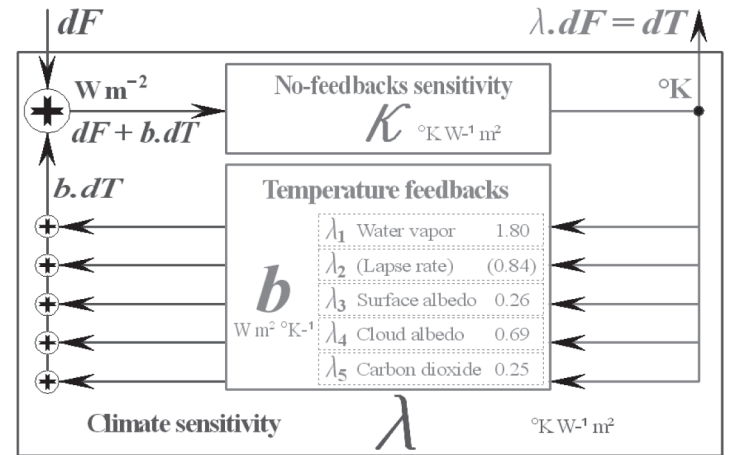 dF
λ.dF = dT
W m⁻²
dF + b.dT
No-feedbacks sensitivity
K °K W-¹ m²
°K
b.dT
Temperature feedbacks
b
W m² °K-¹
λ₁ Water vapor 1.80
λ₂ (Lapse rate) (0.84)
λ₃ Surface albedo 0.26
λ₄ Cloud albedo 0.69
λ₅ Carbon dioxide 0.25
Climate sensitivity λ °K W-¹ m²